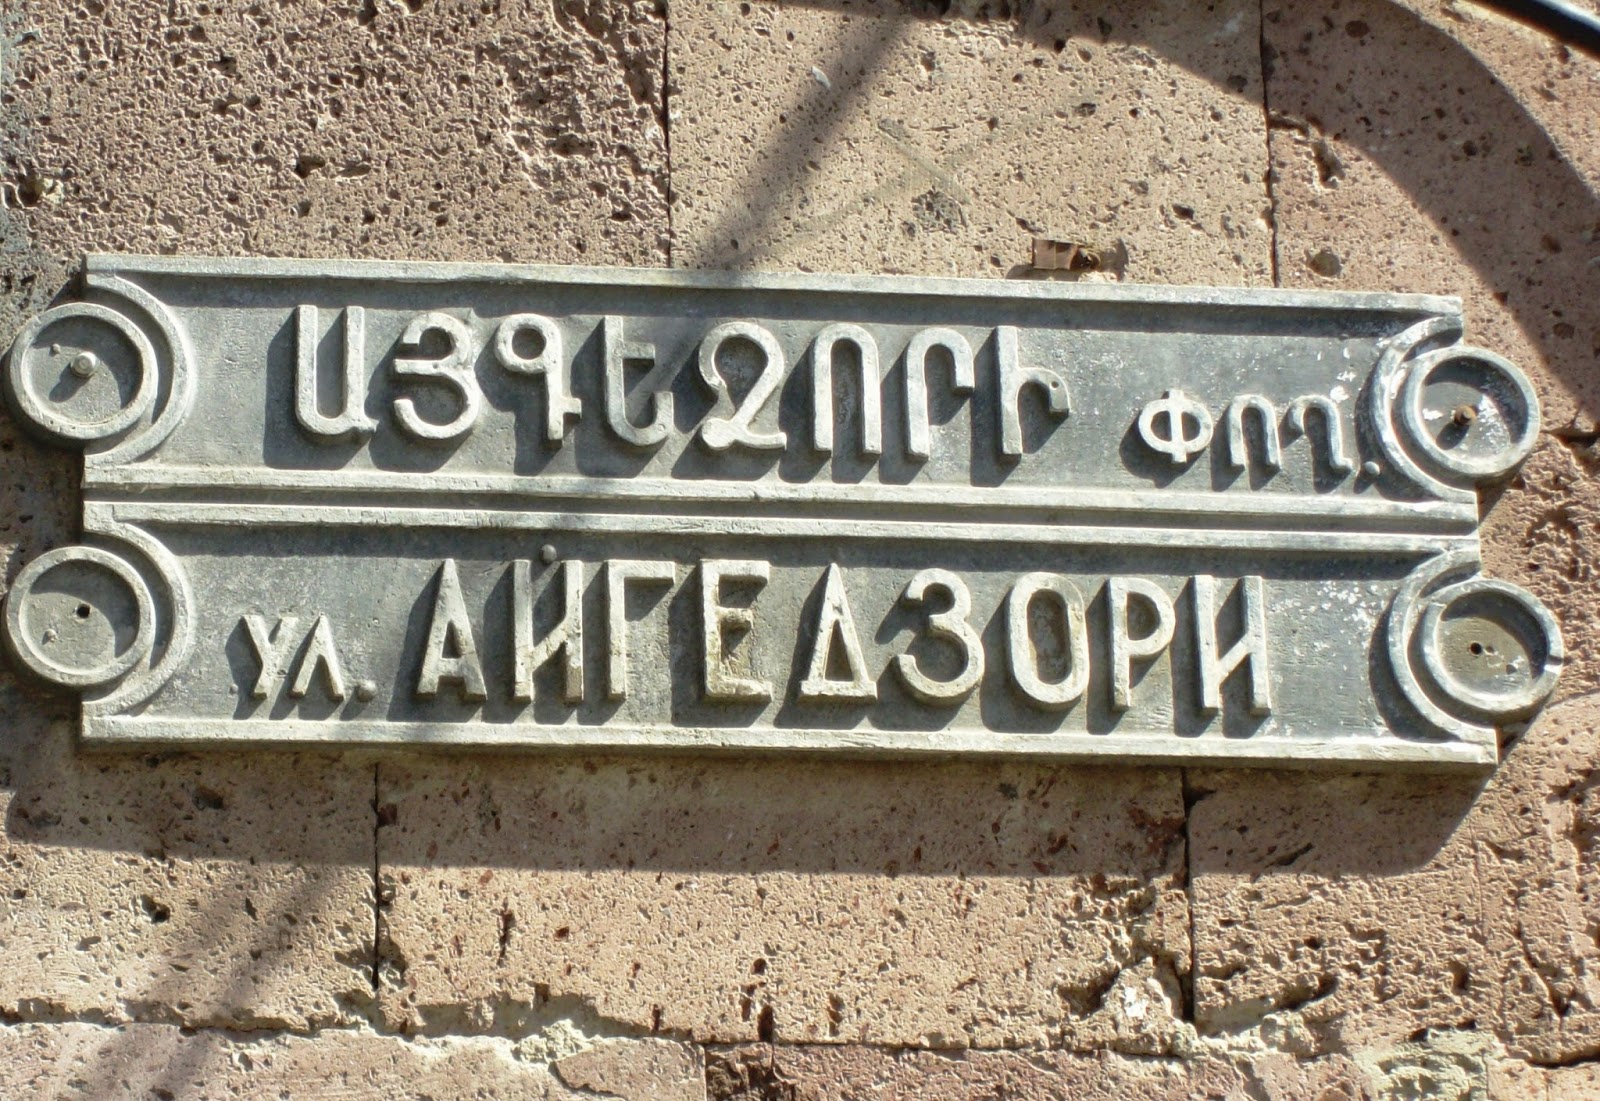 ԱՅԳԵՁՈՐԻ ՓՈՂ.
УЛ. АЙГЕДЗОРИ